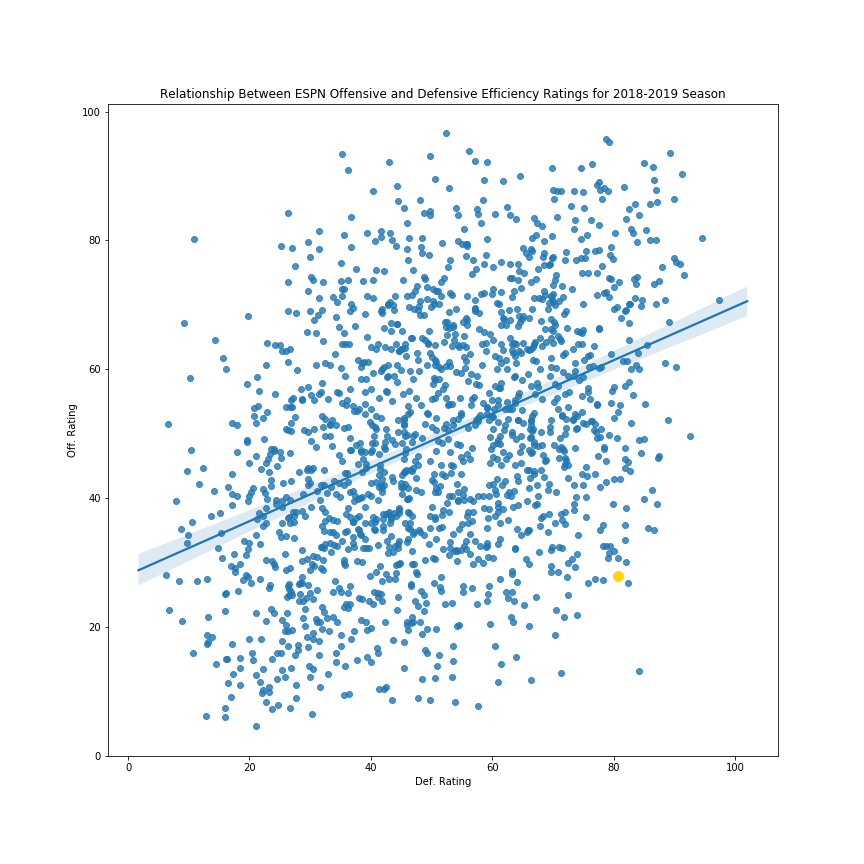 Relationship Between ESPN Offensive and Defensive Efficiency Ratings for 2018-2019 Season
100
80
60
40
20
0
Off. Rating
0 20 40 60 80 100
Def. Rating